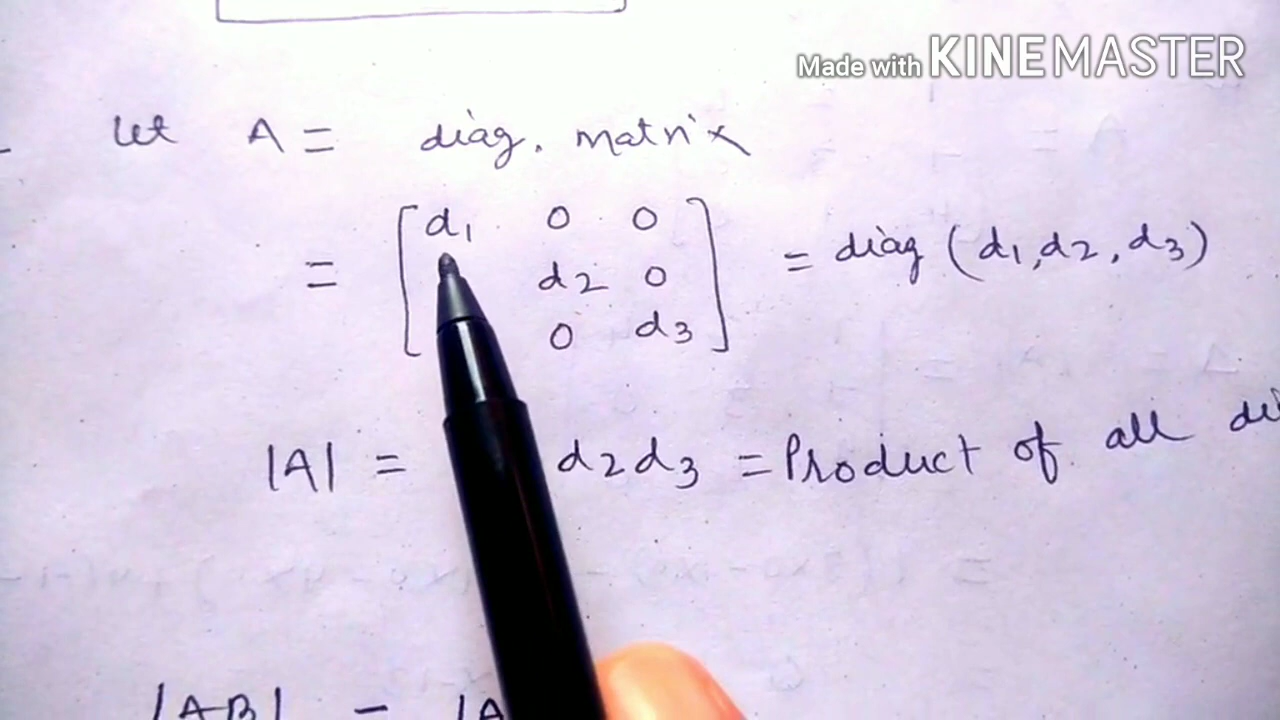 Made with KINEMASTER
let A = diag. matrix
= [ d1 0 0
d2 0
0 d3 ] = diag (d1, d2, d3)
|A| = d2d3 = Product of all
|AB| =